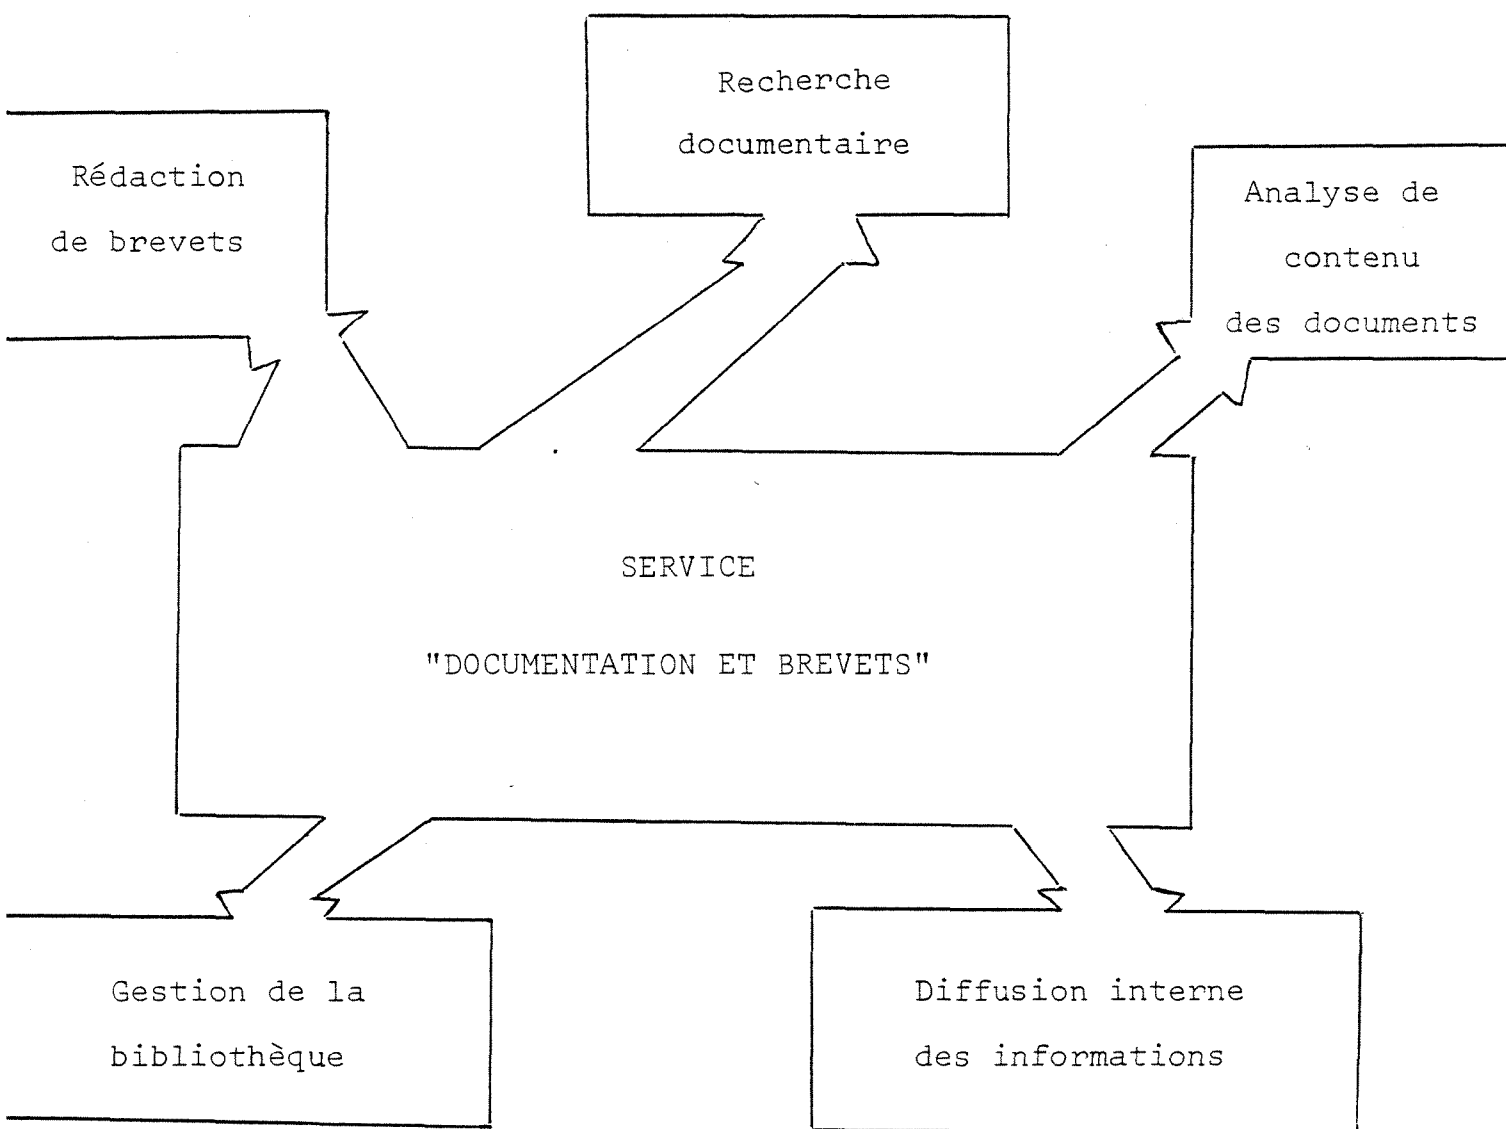 Recherche
documentaire
Rédaction
de brevets
Analyse de
contenu
des documents
SERVICE
"DOCUMENTATION ET BREVETS"
Gestion de la
bibliothèque
Diffusion interne
des informations